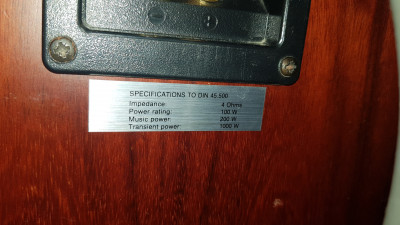 SPECIFICATIONS TO DIN 45.500
Impedance: 4 Ohms
Power rating: 100 W
Music power: 200 W
Transient power: 1000 W